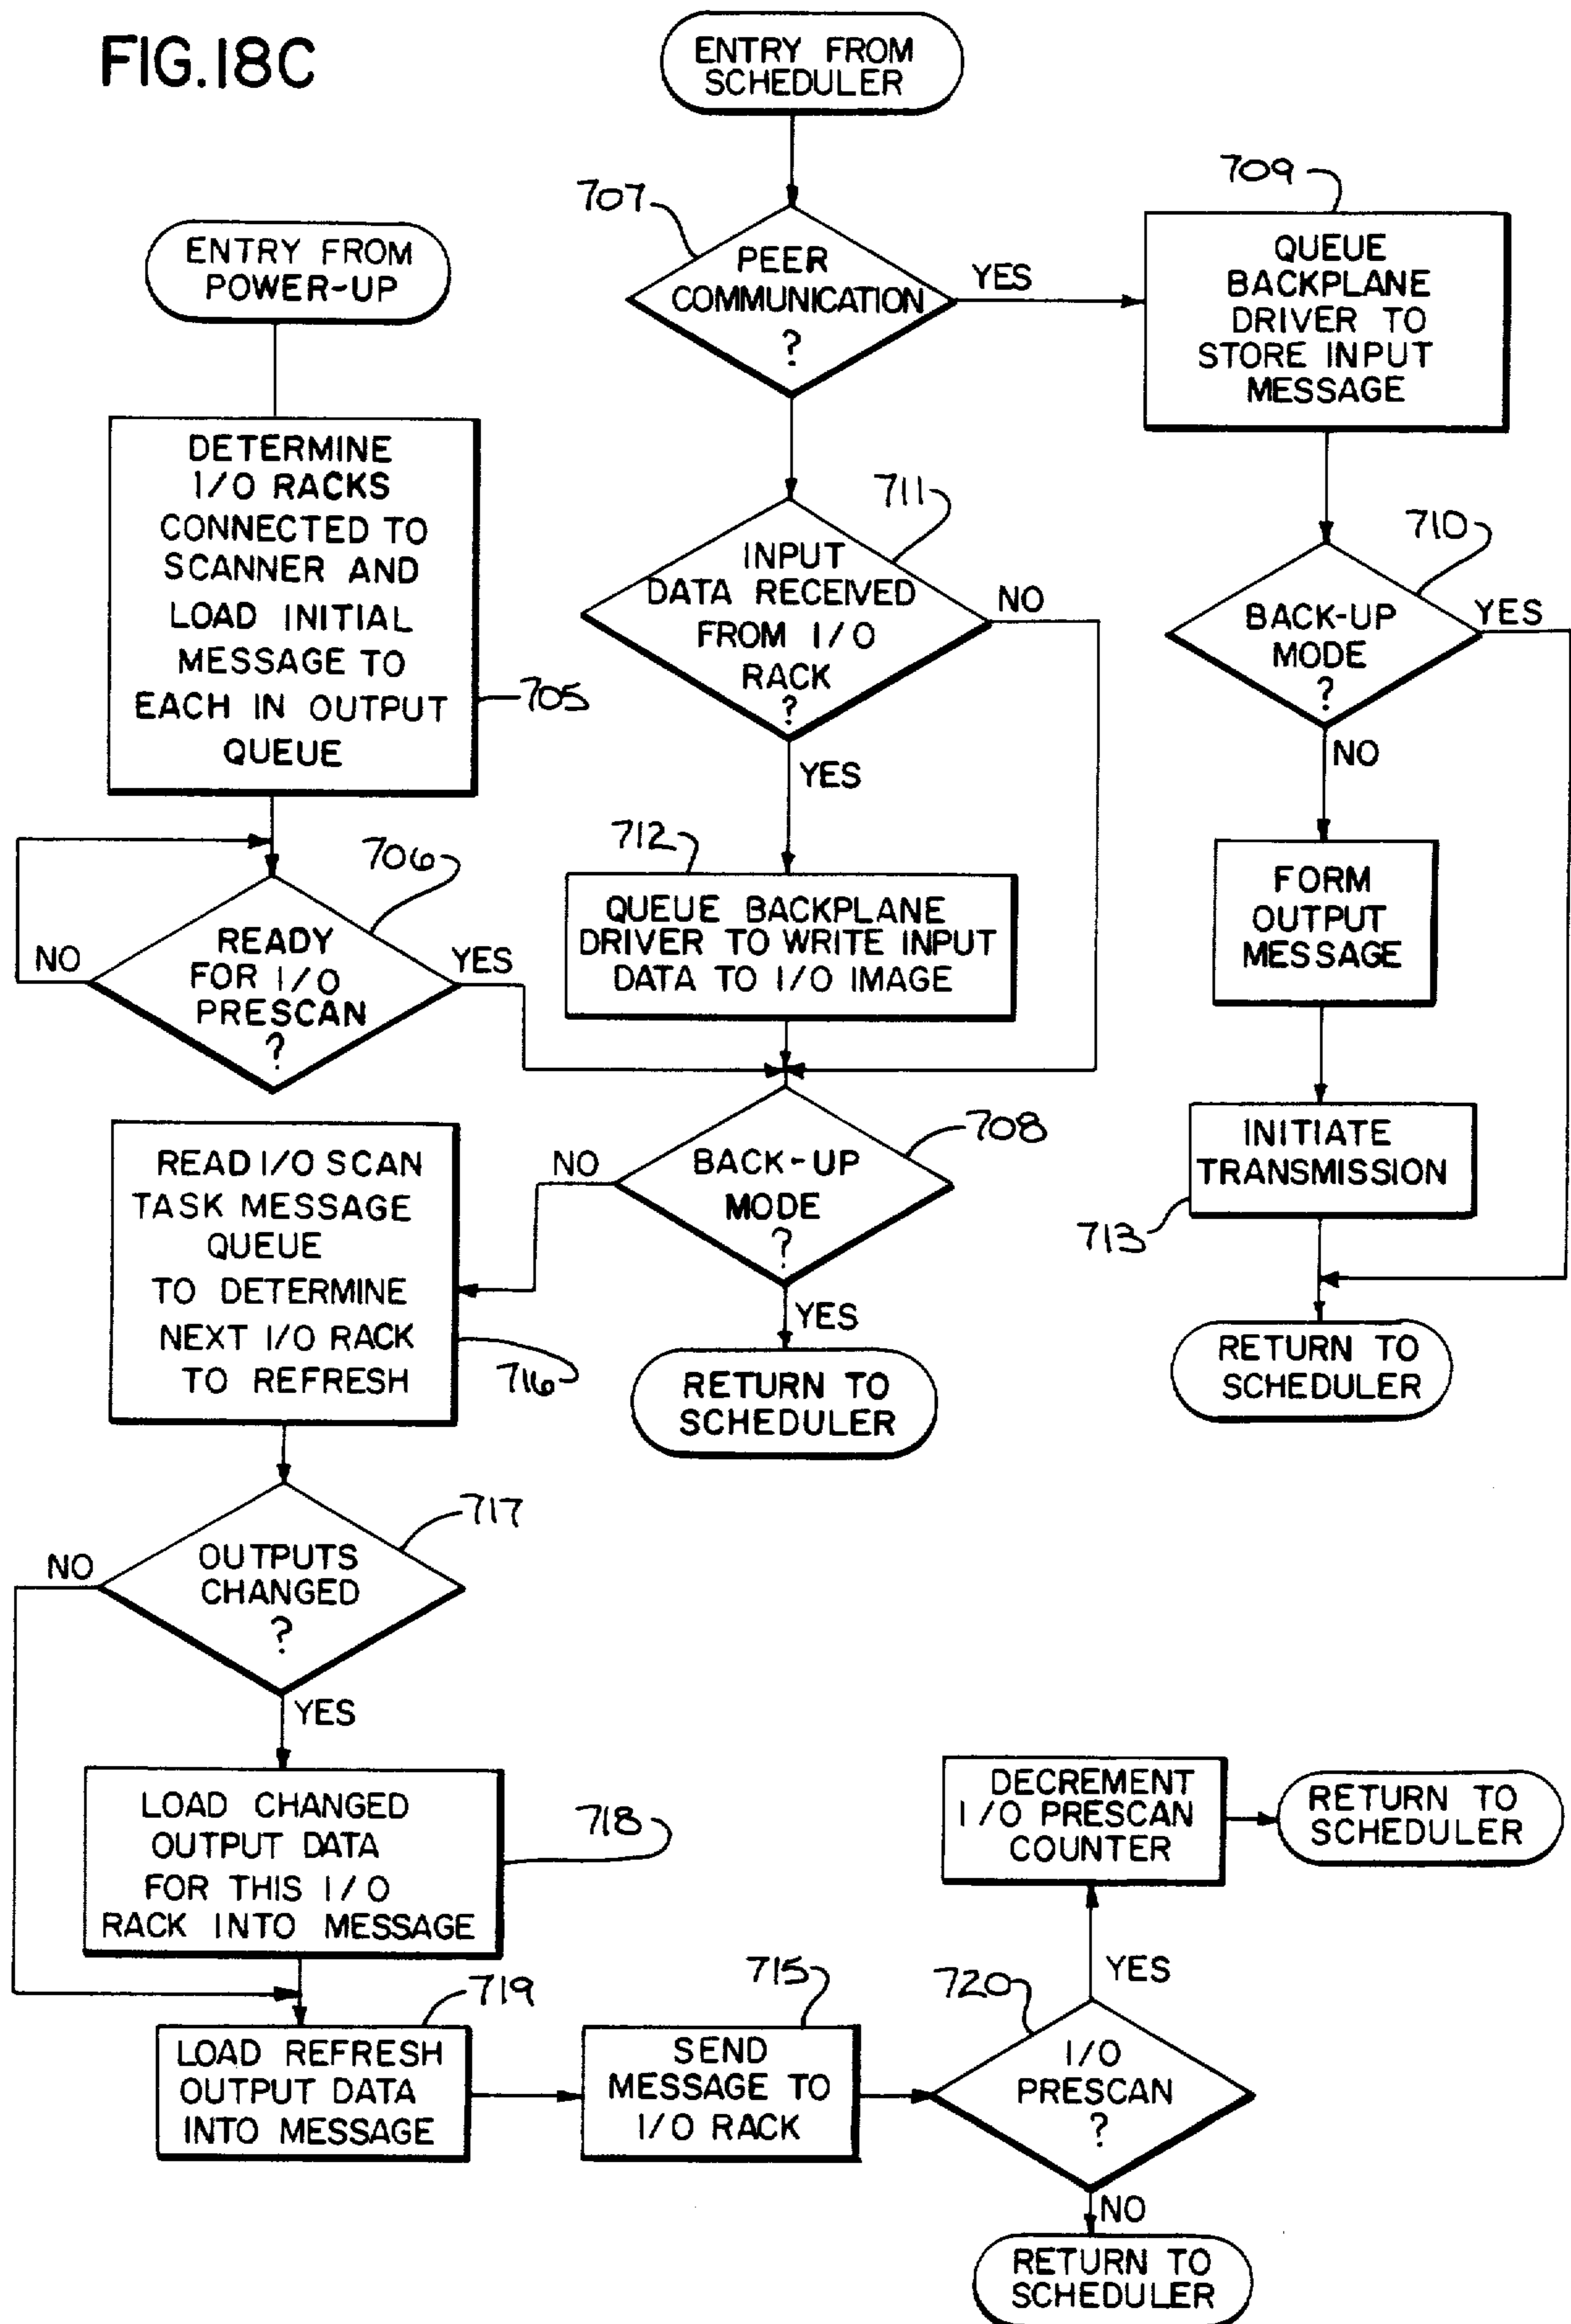 FIG.18C
ENTRY FROM
SCHEDULER
707
PEER
COMMUNICATION
?
YES
709
QUEUE
BACKPLANE
DRIVER TO
STORE INPUT
MESSAGE
ENTRY FROM
POWER-UP
DETERMINE
I/O RACKS
CONNECTED TO
SCANNER AND
LOAD INITIAL
MESSAGE TO
EACH IN OUTPUT
QUEUE
705
711
INPUT
DATA RECEIVED
FROM I/O
RACK
?
NO
YES
710
BACK-UP
MODE
?
YES
NO
706
READY
FOR I/O
PRESCAN
?
NO
YES
712
QUEUE BACKPLANE
DRIVER TO WRITE INPUT
DATA TO I/O IMAGE
FORM
OUTPUT
MESSAGE
INITIATE
TRANSMISSION
713
RETURN TO
SCHEDULER
708
BACK-UP
MODE
?
NO
YES
RETURN TO
SCHEDULER
READ I/O SCAN
TASK MESSAGE
QUEUE
TO DETERMINE
NEXT I/O RACK
TO REFRESH
716
717
OUTPUTS
CHANGED
?
NO
YES
LOAD CHANGED
OUTPUT DATA
FOR THIS I/O
RACK INTO MESSAGE
718
719
LOAD REFRESH
OUTPUT DATA
INTO MESSAGE
715
SEND
MESSAGE TO
I/O RACK
720
I/O
PRESCAN
?
YES
DECREMENT
I/O PRESCAN
COUNTER
RETURN TO
SCHEDULER
NO
RETURN TO
SCHEDULER